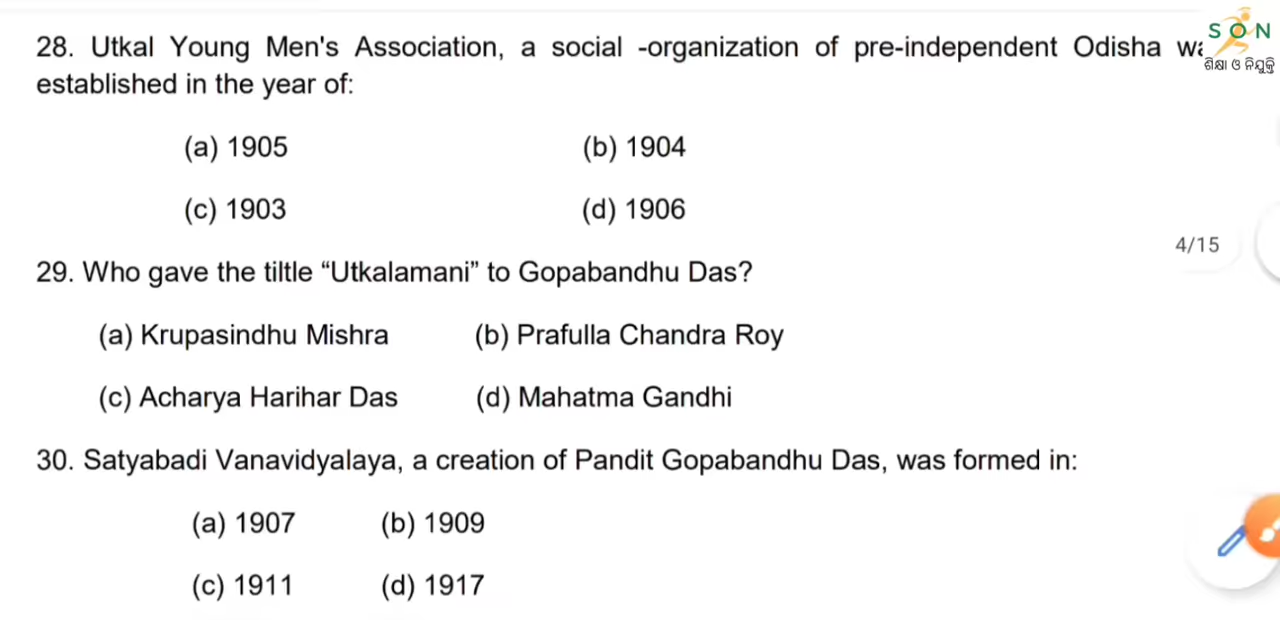 28. Utkal Young Men's Association, a social -organization of pre-independent Odisha wa
established in the year of:
(a) 1905 (b) 1904
(c) 1903 (d) 1906
29. Who gave the tiltle “Utkalamani” to Gopabandhu Das?
(a) Krupasindhu Mishra (b) Prafulla Chandra Roy
(c) Acharya Harihar Das (d) Mahatma Gandhi
30. Satyabadi Vanavidyalaya, a creation of Pandit Gopabandhu Das, was formed in:
(a) 1907 (b) 1909
(c) 1911 (d) 1917
SON
ଶିକ୍ଷା ଓ ନିଯୁକ୍ତି
4/15